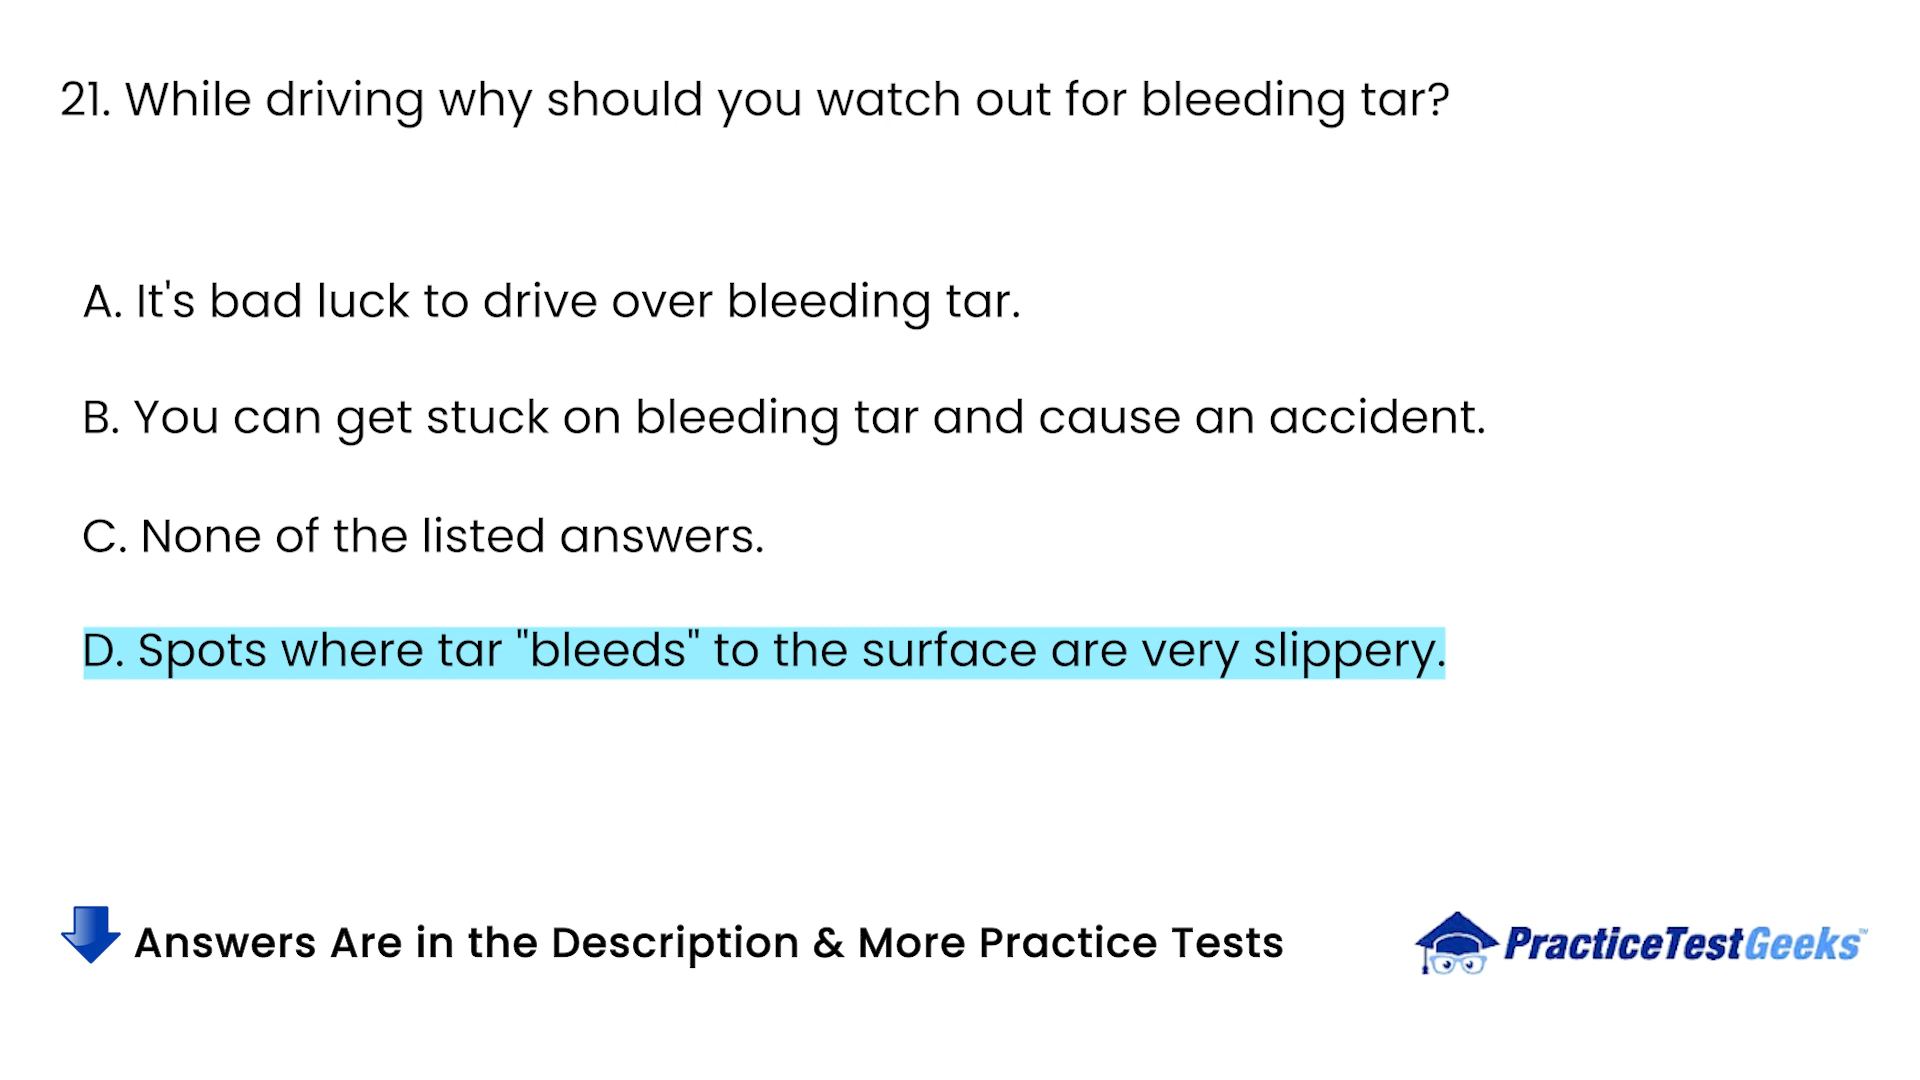 21. While driving why should you watch out for bleeding tar?
A. It's bad luck to drive over bleeding tar.
B. You can get stuck on bleeding tar and cause an accident.
C. None of the listed answers.
D. Spots where tar "bleeds" to the surface are very slippery.
Answers Are in the Description & More Practice Tests
PracticeTestGeeks™